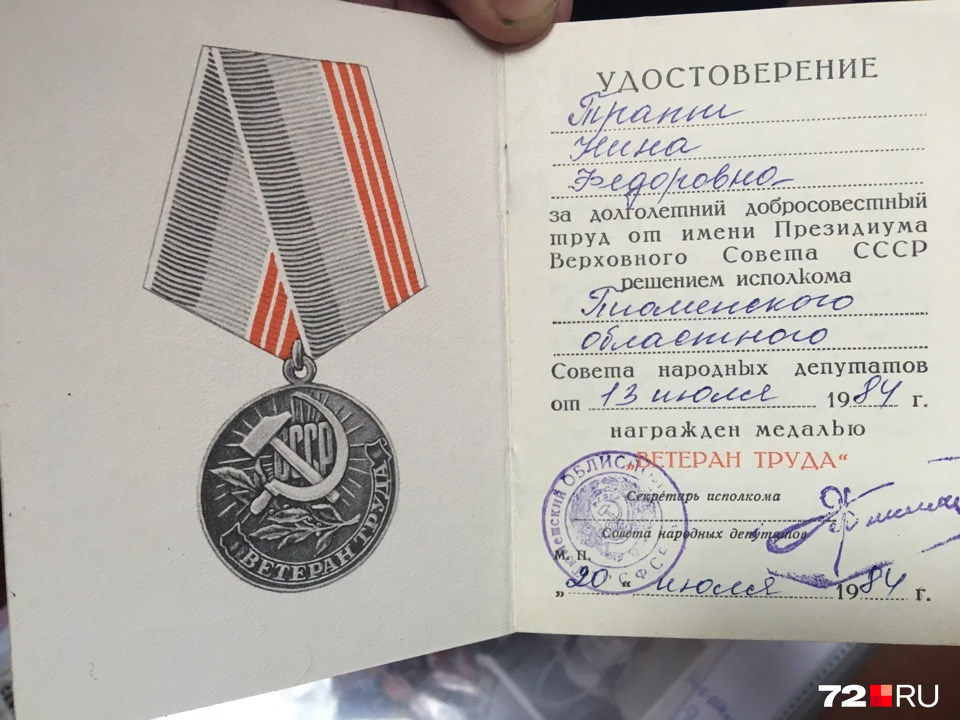 СССР
"ВЕТЕРАН ТРУДА"
УДОСТОВЕРЕНИЕ
Траппи
Нина
Федоровна
за долголетний добросовестный
труд от имени Президиума
Верховного Совета СССР
решением исполкома
Тюменского
областного
Совета народных депутатов
от 13 июля 1984 г.
награжден медалью
„ВЕТЕРАН ТРУДА“
Секретарь исполкома
Совета народных депутатов
М. П.
„20“ июля 1984 г.
72.RU